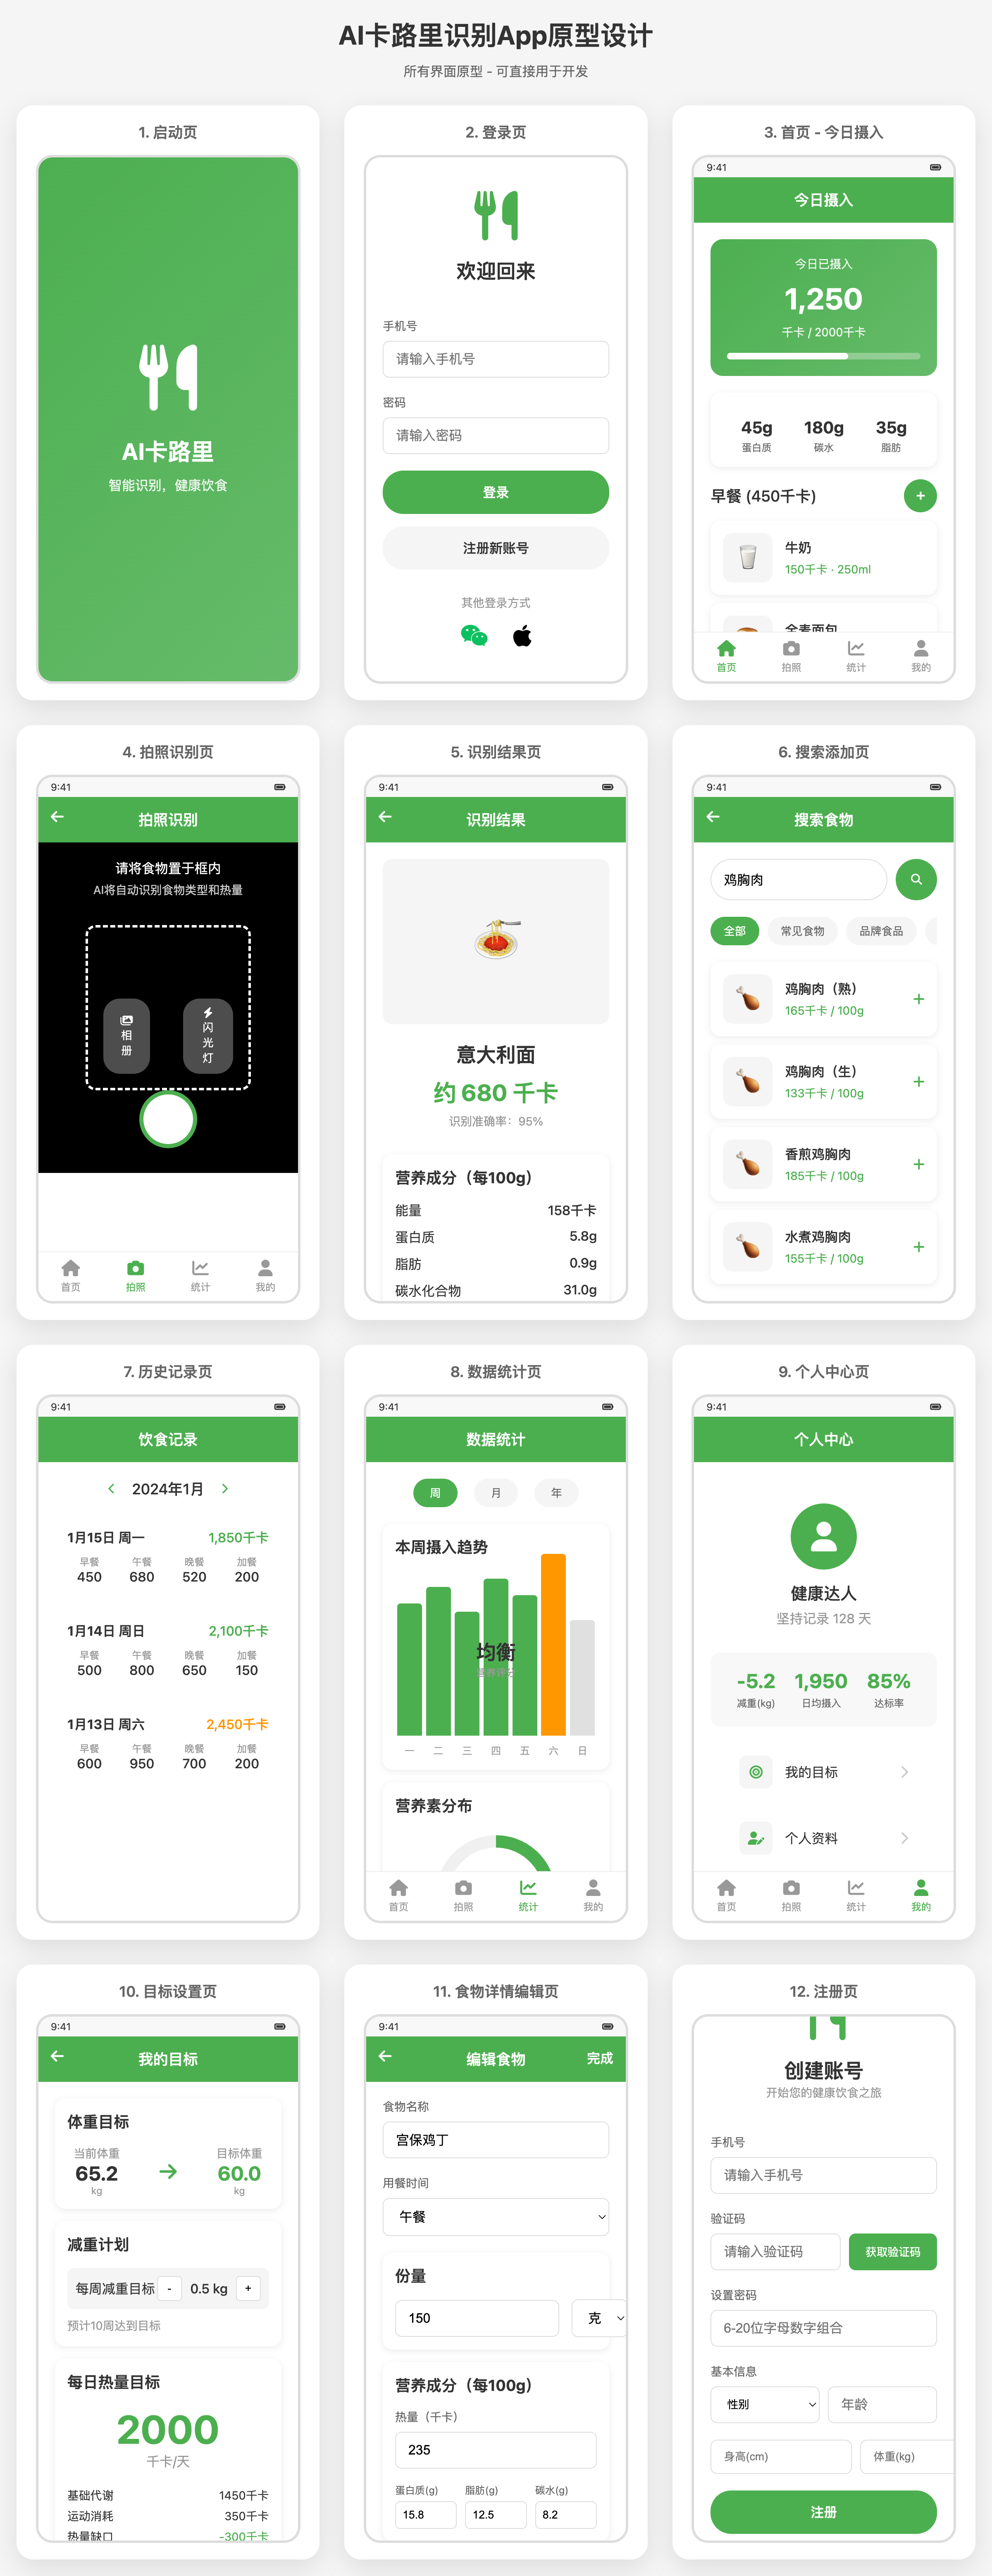 AI卡路里识别App原型设计
所有界面原型 - 可直接用于开发
1. 启动页
AI卡路里
智能识别，健康饮食
2. 登录页
欢迎回来
手机号
请输入手机号
密码
请输入密码
登录
注册新账号
其他登录方式
3. 首页 - 今日摄入
9:41
今日摄入
今日已摄入
1,250
千卡 / 2000千卡
45g 180g 35g
蛋白质 碳水 脂肪
早餐 (450千卡)
+
牛奶
150千卡 · 250ml
全麦面包
首页 拍照 统计 我的
4. 拍照识别页
9:41
拍照识别
请将食物置于框内
AI将自动识别食物类型和热量
相册
闪光灯
首页 拍照 统计 我的
5. 识别结果页
9:41
识别结果
意大利面
约 680 千卡
识别准确率：95%
营养成分（每100g）
能量 158千卡
蛋白质 5.8g
脂肪 0.9g
碳水化合物 31.0g
6. 搜索添加页
9:41
搜索食物
鸡胸肉
全部 常见食物 品牌食品
鸡胸肉（熟）
165千卡 / 100g
+
鸡胸肉（生）
133千卡 / 100g
+
香煎鸡胸肉
185千卡 / 100g
+
水煮鸡胸肉
155千卡 / 100g
+
7. 历史记录页
9:41
饮食记录
2024年1月
1月15日 周一 1,850千卡
早餐 午餐 晚餐 加餐
450 680 520 200
1月14日 周日 2,100千卡
早餐 午餐 晚餐 加餐
500 800 650 150
1月13日 周六 2,450千卡
早餐 午餐 晚餐 加餐
600 950 700 200
8. 数据统计页
9:41
数据统计
周 月 年
本周摄入趋势
均衡
一 二 三 四 五 六 日
营养素分布
首页 拍照 统计 我的
9. 个人中心页
9:41
个人中心
健康达人
坚持记录 128 天
-5.2 1,950 85%
减重(kg) 日均摄入 达标率
我的目标
个人资料
首页 拍照 统计 我的
10. 目标设置页
9:41
我的目标
体重目标
当前体重 目标体重
65.2 60.0
kg kg
减重计划
每周减重目标 - 0.5 kg +
预计10周达到目标
每日热量目标
2000
千卡/天
基础代谢 1450千卡
运动消耗 350千卡
热量缺口 -300千卡
11. 食物详情编辑页
9:41
编辑食物 完成
食物名称
宫保鸡丁
用餐时间
午餐
份量
150 克
营养成分（每100g）
热量（千卡）
235
蛋白质(g) 脂肪(g) 碳水(g)
15.8 12.5 8.2
12. 注册页
创建账号
开始您的健康饮食之旅
手机号
请输入手机号
验证码
请输入验证码 获取验证码
设置密码
6-20位字母数字组合
基本信息
性别 年龄
身高(cm) 体重(kg)
注册